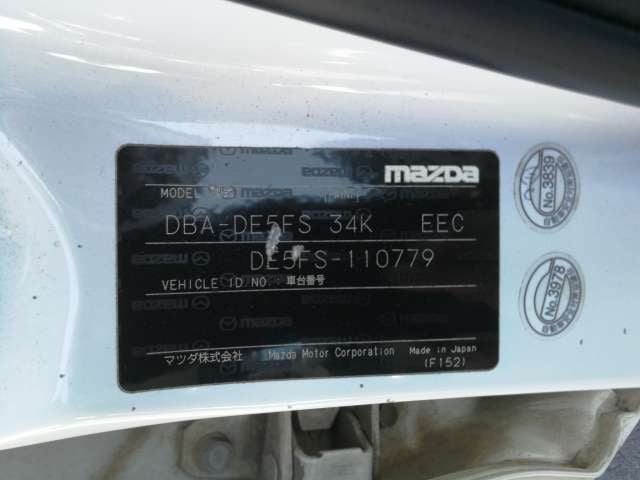 mazda
MODEL
DBA-DE5FS 34K EEC
DE5FS-110779
VEHICLE ID NO. 車台番号
マツダ株式会社 Mazda Motor Corporation Made in Japan
(F152)
No.3839
No.3978